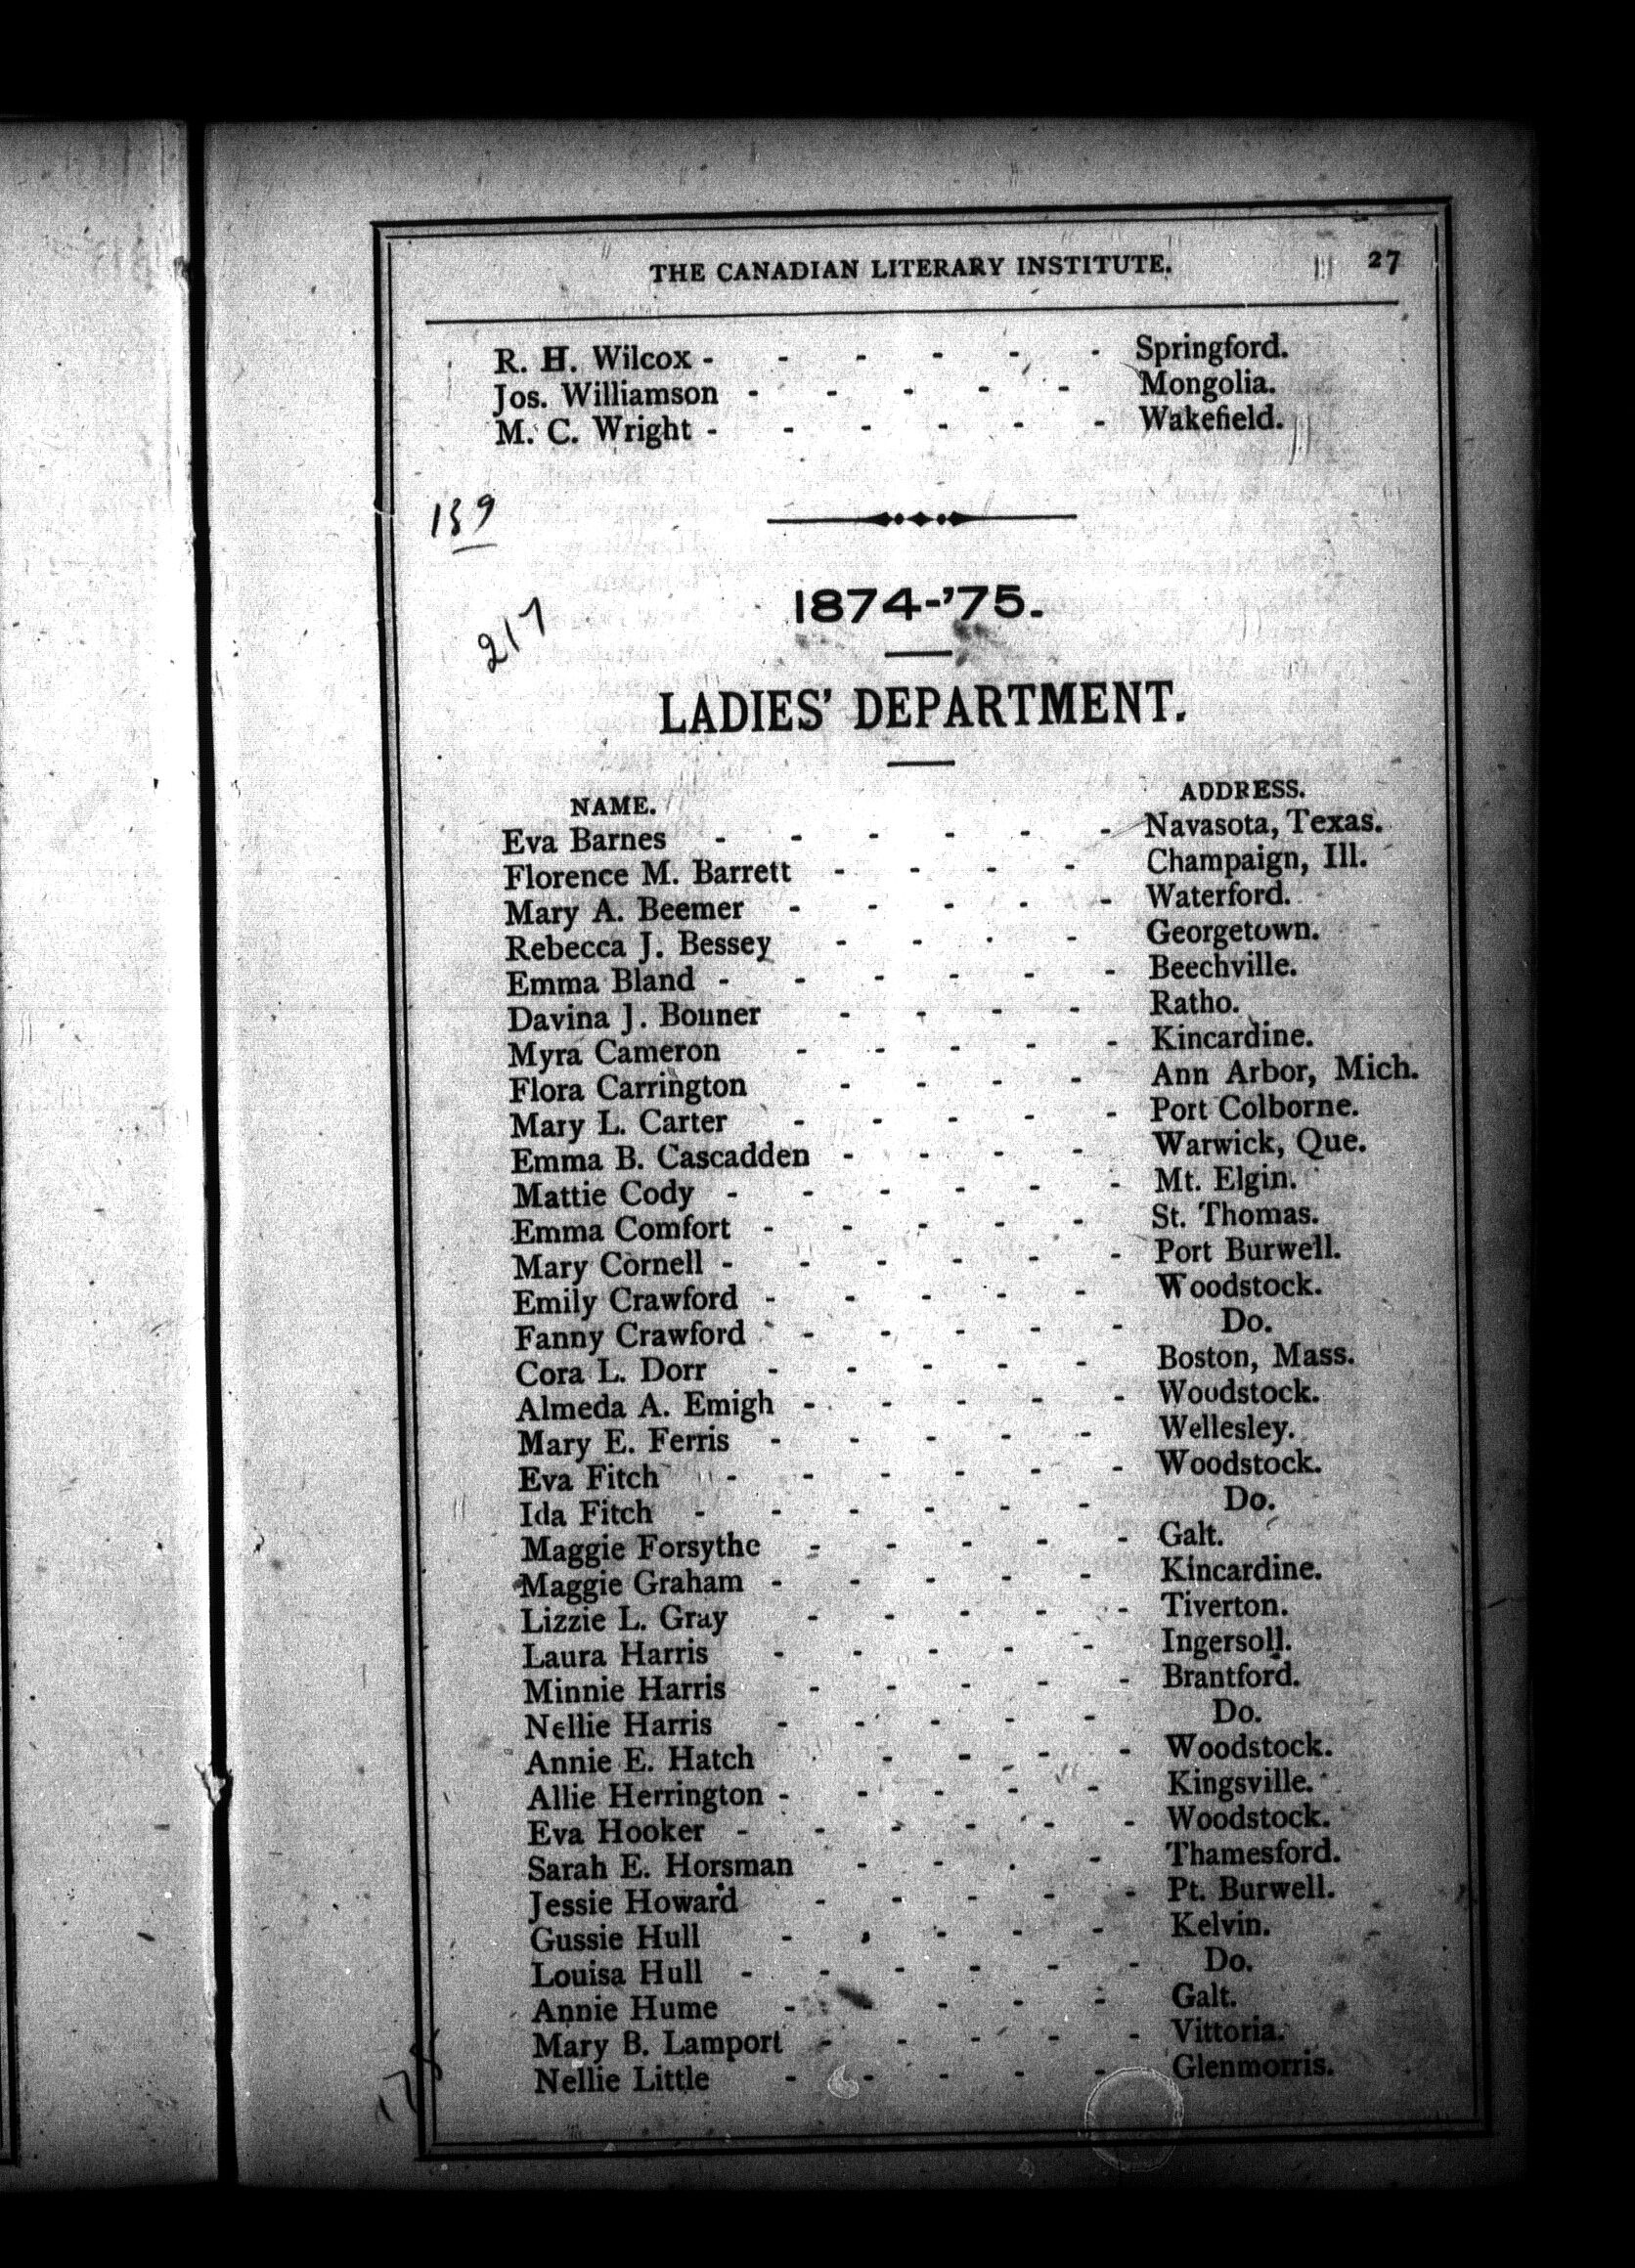 THE CANADIAN LITERARY INSTITUTE. 27
R. H. Wilcox - - - - - - Springford.
Jos. Williamson - - - - - Mongolia.
M. C. Wright - - - - - - Wakefield.
139
217
1874-'75.
LADIES' DEPARTMENT.
NAME. ADDRESS.
Eva Barnes - - - - - - Navasota, Texas.
Florence M. Barrett - - - - Champaign, Ill.
Mary A. Beemer - - - - - Waterford.
Rebecca J. Bessey - - - - Georgetown.
Emma Bland - - - - - - Beechville.
Davina J. Bonner - - - - Ratho.
Myra Cameron - - - - - Kincardine.
Flora Carrington - - - - Ann Arbor, Mich.
Mary L. Carter - - - - - Port Colborne.
Emma B. Cascadden - - - - Warwick, Que.
Mattie Cody - - - - - - Mt. Elgin.
Emma Comfort - - - - - St. Thomas.
Mary Cornell - - - - - - Port Burwell.
Emily Crawford - - - - - Woodstock.
Fanny Crawford - - - - - Do.
Cora L. Dorr - - - - - Boston, Mass.
Almeda A. Emigh - - - - - Woodstock.
Mary E. Ferris - - - - - Wellesley.
Eva Fitch - - - - - - Woodstock.
Ida Fitch - - - - - - Do.
Maggie Forsythe - - - - - Galt.
Maggie Graham - - - - - Kincardine.
Lizzie L. Gray - - - - - Tiverton.
Laura Harris - - - - - Ingersoll.
Minnie Harris - - - - - Brantford.
Nellie Harris - - - - - Do.
Annie E. Hatch - - - - Woodstock.
Allie Herrington - - - - - Kingsville.
Eva Hooker - - - - - - Woodstock.
Sarah E. Horsman - - - - Thamesford.
Jessie Howard - - - - - Pt. Burwell.
Gussie Hull - - - - - Kelvin.
Louisa Hull - - - - - - Do.
Annie Hume - - - - - Galt.
Mary B. Lamport - - - - - Vittoria.
Nellie Little - - - - - Glenmorris.